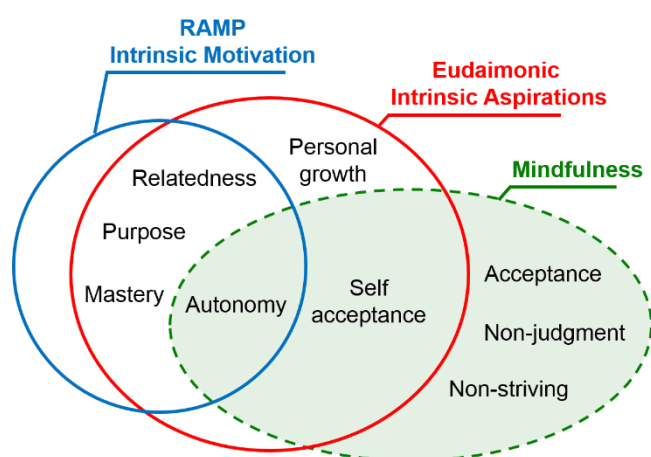 RAMP
Intrinsic Motivation
Eudaimonic
Intrinsic Aspirations
Mindfulness
Personal
growth
Relatedness
Purpose
Mastery
Autonomy
Self
acceptance
Acceptance
Non-judgment
Non-striving